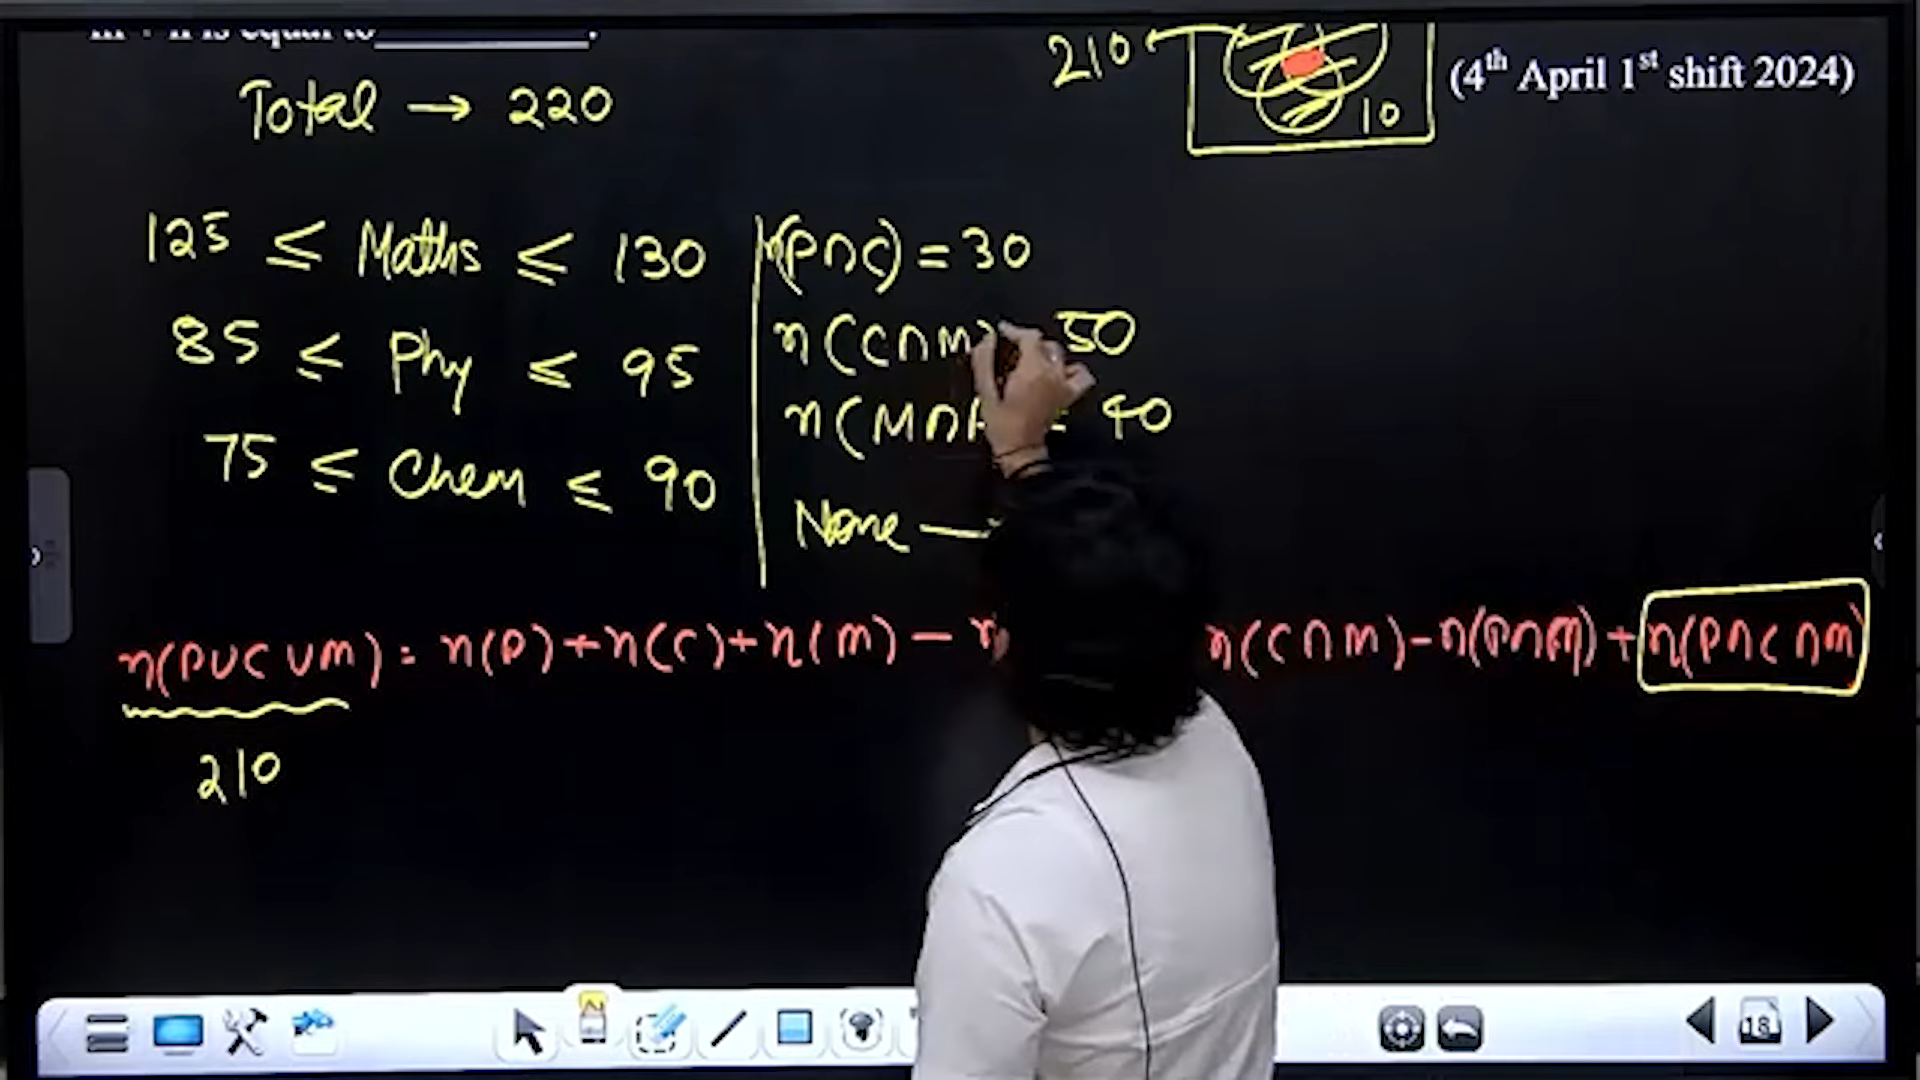 210
10
(4th April 1st shift 2024)
Total → 220
125 ≤ Maths ≤ 130
85 ≤ Phy ≤ 95
75 ≤ Chem ≤ 90
n(P∩C) = 30
n(C∩M) 50
n(M∩ = 40
None —
n(P∪C∪M) = n(P) + n(C) + n(M) − n(C∩M) − n(P∩M) + n(P∩C∩M)
210
18